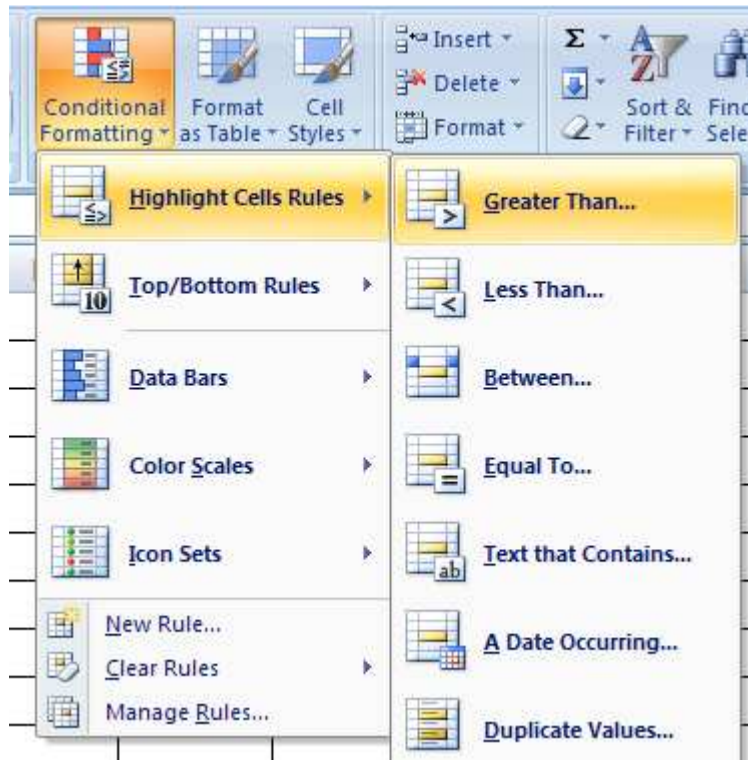 Insert
Σ
Delete
Conditional Formatting
Format as Table
Cell Styles
Format
Sort & Filter
Highlight Cells Rules
Greater Than...
Top/Bottom Rules
10
Less Than...
Data Bars
Between...
Color Scales
Equal To...
Icon Sets
Text that Contains...
ab
New Rule...
A Date Occurring...
Clear Rules
Manage Rules...
Duplicate Values...